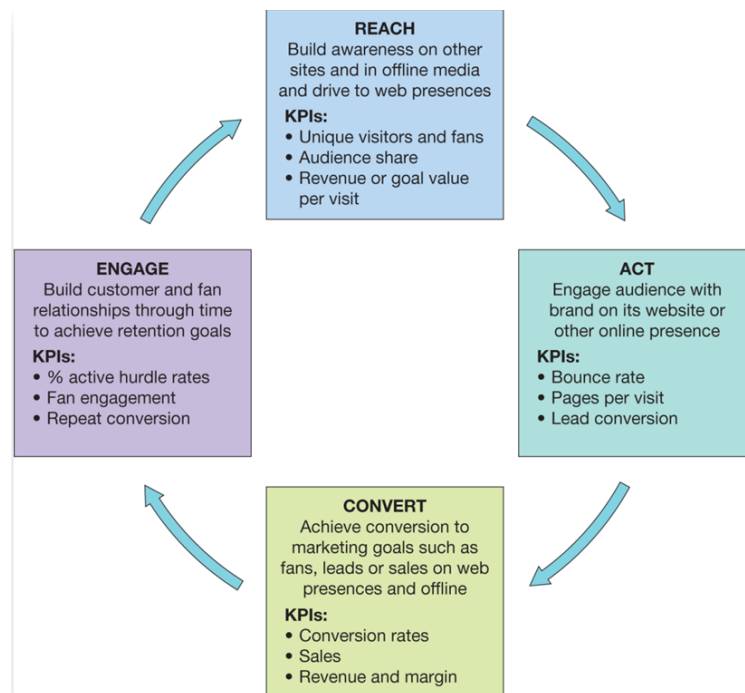 REACH
Build awareness on other
sites and in offline media
and drive to web presences
KPIs:
• Unique visitors and fans
• Audience share
• Revenue or goal value
per visit
ENGAGE
Build customer and fan
relationships through time
to achieve retention goals
KPIs:
• % active hurdle rates
• Fan engagement
• Repeat conversion
ACT
Engage audience with
brand on its website or
other online presence
KPIs:
• Bounce rate
• Pages per visit
• Lead conversion
CONVERT
Achieve conversion to
marketing goals such as
fans, leads or sales on web
presences and offline
KPIs:
• Conversion rates
• Sales
• Revenue and margin